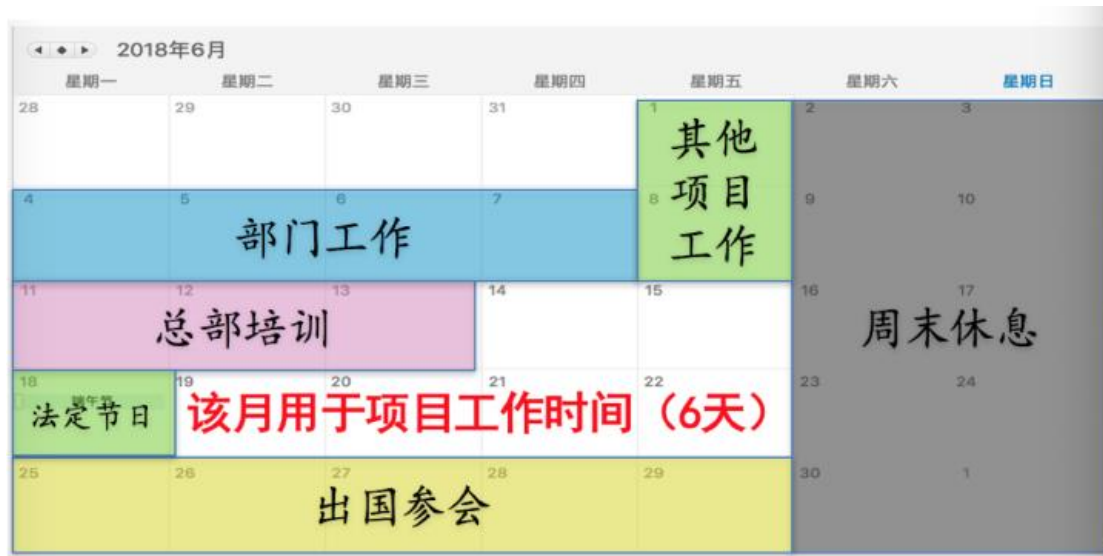 2018年6月
星期一 星期二 星期三 星期四 星期五 星期六 星期日
28 29 30 31 1 2 3
其他
项目
工作
4 5 6 7 8 9 10
部门工作
11 12 13 14 15 16 17
总部培训
周末休息
18 19 20 21 22 23 24
端午节
法定节日
该月用于项目工作时间（6天）
25 26 27 28 29 30 1
出国参会